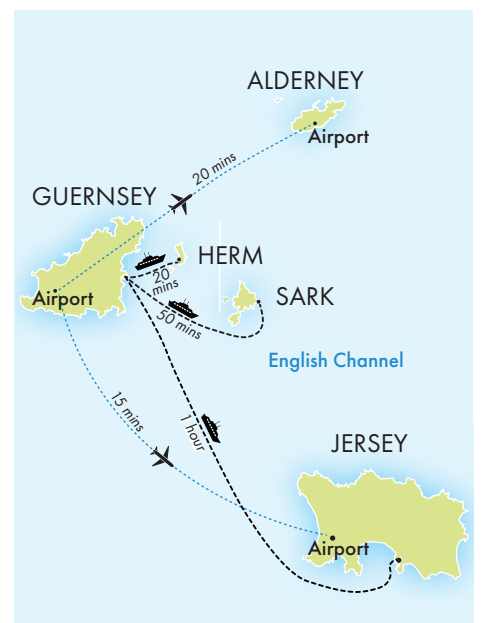 ALDERNEY
Airport
20 mins
GUERNSEY
HERM
20
mins
SARK
Airport
50 mins
English Channel
15 mins
1 hour
JERSEY
Airport